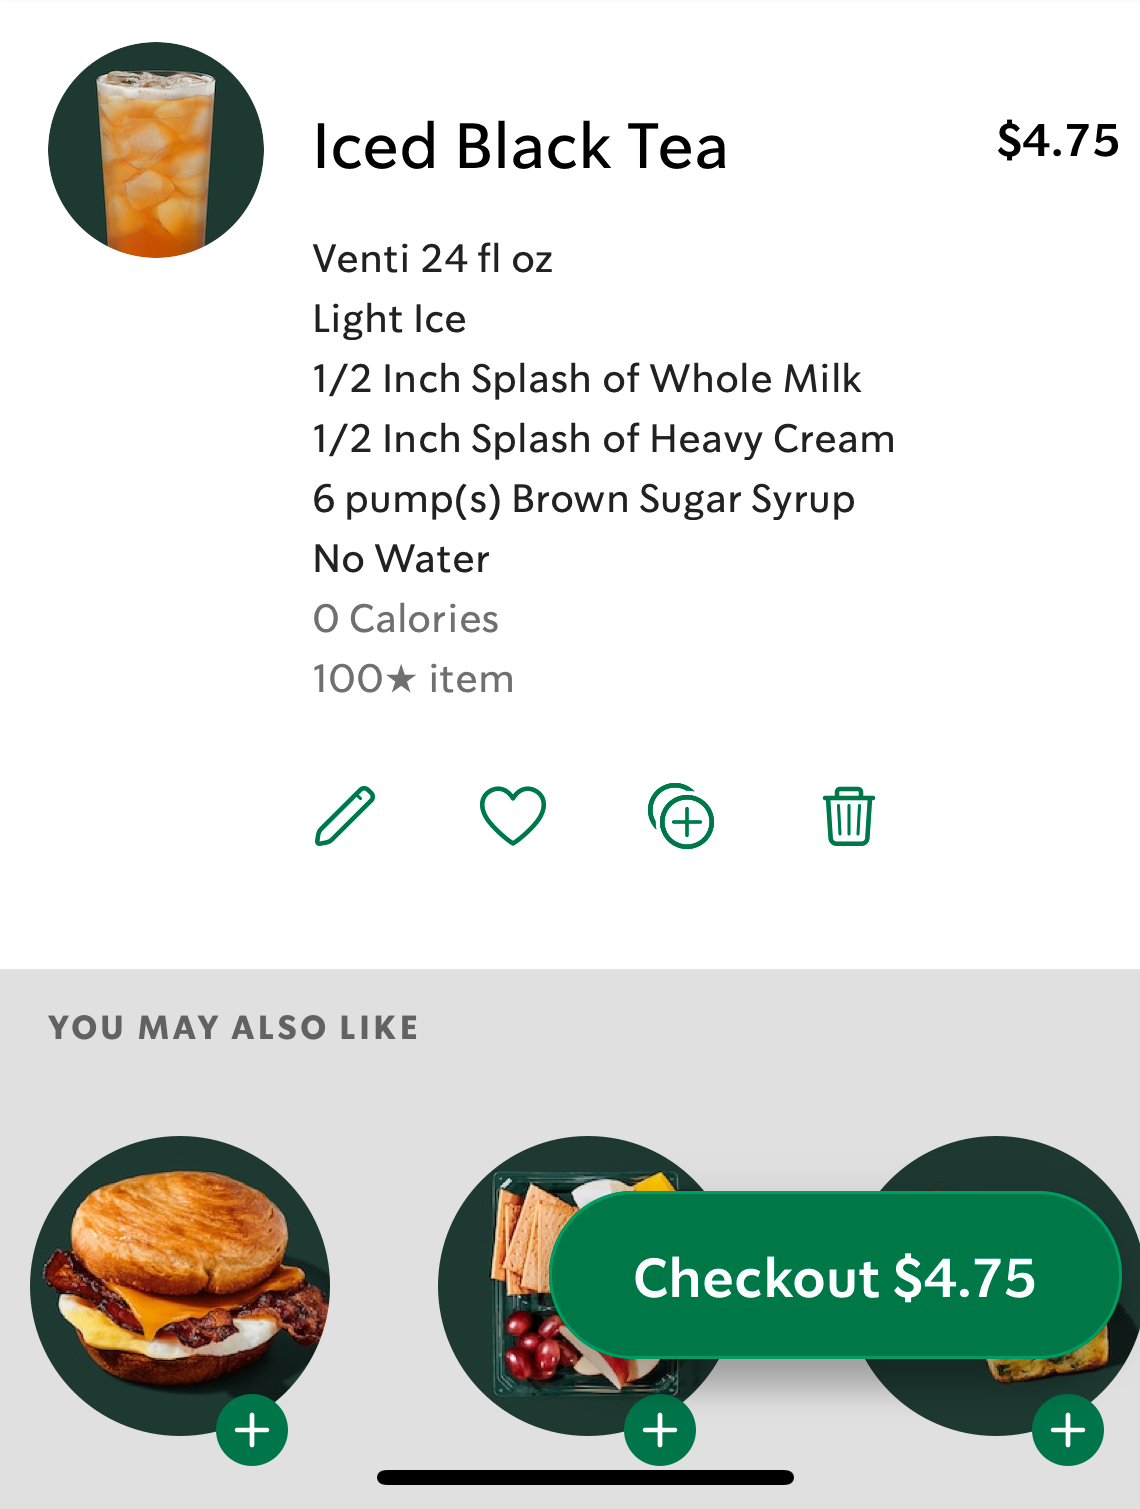 Iced Black Tea
$4.75
Venti 24 fl oz
Light Ice
1/2 Inch Splash of Whole Milk
1/2 Inch Splash of Heavy Cream
6 pump(s) Brown Sugar Syrup
No Water
0 Calories
100★ item
YOU MAY ALSO LIKE
Checkout $4.75